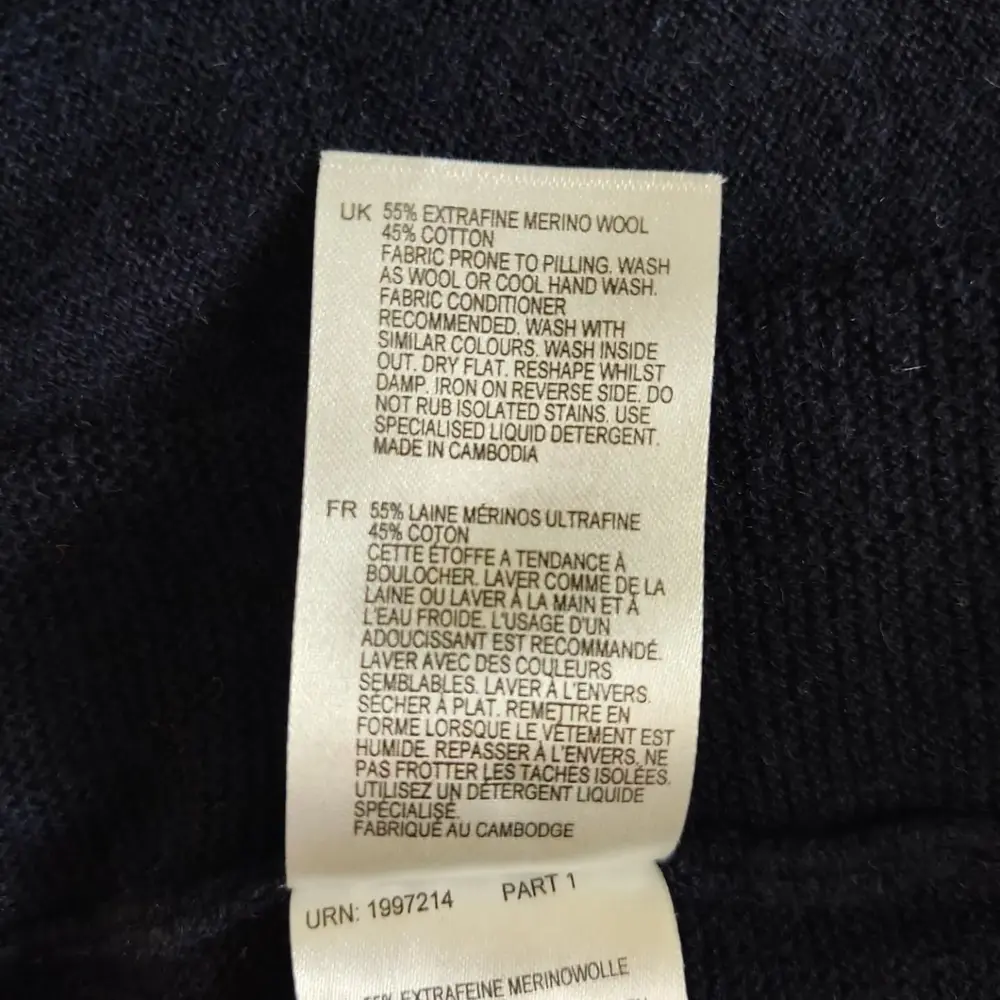 UK 55% EXTRAFINE MERINO WOOL
45% COTTON
FABRIC PRONE TO PILLING. WASH
AS WOOL OR COOL HAND WASH.
FABRIC CONDITIONER
RECOMMENDED. WASH WITH
SIMILAR COLOURS. WASH INSIDE
OUT. DRY FLAT. RESHAPE WHILST
DAMP. IRON ON REVERSE SIDE. DO
NOT RUB ISOLATED STAINS. USE
SPECIALISED LIQUID DETERGENT.
MADE IN CAMBODIA
FR 55% LAINE MÉRINOS ULTRAFINE
45% COTON
CETTE ÉTOFFE A TENDANCE À
BOULOCHER. LAVER COMME DE LA
LAINE OU LAVER À LA MAIN ET À
L'EAU FROIDE. L'USAGE D'UN
ADOUCISSANT EST RECOMMANDÉ.
LAVER AVEC DES COULEURS
SEMBLABLES. LAVER À L'ENVERS.
SÉCHER À PLAT. REMETTRE EN
FORME LORSQUE LE VÊTEMENT EST
HUMIDE. REPASSER À L'ENVERS. NE
PAS FROTTER LES TACHES ISOLÉES.
UTILISEZ UN DÉTERGENT LIQUIDE
SPÉCIALISÉ.
FABRIQUÉ AU CAMBODGE
URN: 1997214 PART 1
EXTRAFEINE MERINOWOLLE